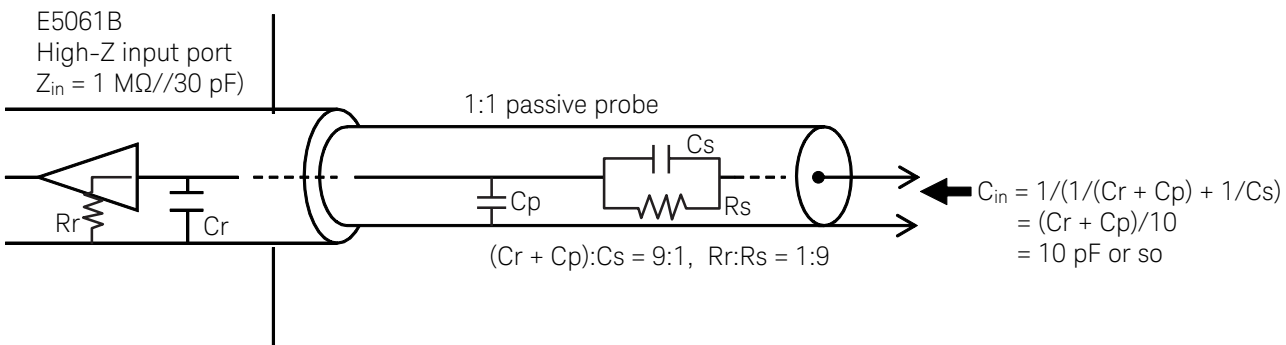 E5061B
High-Z input port
Zin = 1 MΩ//30 pF)
1:1 passive probe
Cs
Rr
Cr
Cp
Rs
Cin = 1/(1/(Cr + Cp) + 1/Cs)
= (Cr + Cp)/10
= 10 pF or so
(Cr + Cp):Cs = 9:1, Rr:Rs = 1:9